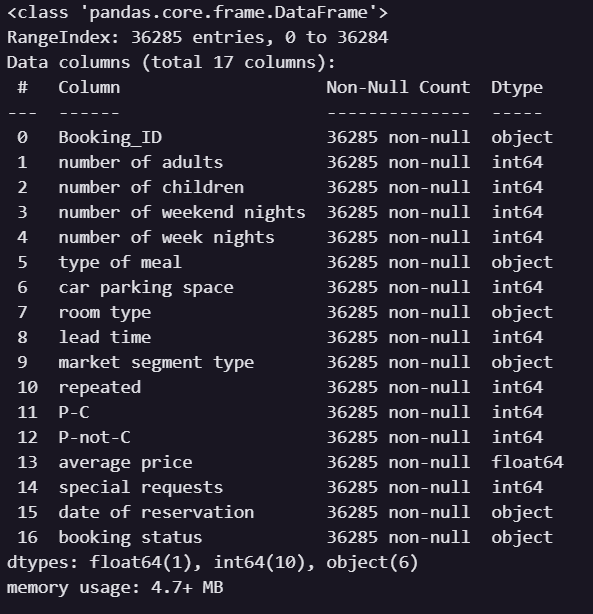 <class 'pandas.core.frame.DataFrame'>
RangeIndex: 36285 entries, 0 to 36284
Data columns (total 17 columns):
 #   Column                    Non-Null Count  Dtype
---  ------                    --------------  -----
 0   Booking_ID                36285 non-null  object
 1   number of adults          36285 non-null  int64
 2   number of children        36285 non-null  int64
 3   number of weekend nights  36285 non-null  int64
 4   number of week nights     36285 non-null  int64
 5   type of meal              36285 non-null  object
 6   car parking space         36285 non-null  int64
 7   room type                 36285 non-null  object
 8   lead time                 36285 non-null  int64
 9   market segment type       36285 non-null  object
 10  repeated                  36285 non-null  int64
 11  P-C                       36285 non-null  int64
 12  P-not-C                   36285 non-null  int64
 13  average price             36285 non-null  float64
 14  special requests          36285 non-null  int64
 15  date of reservation       36285 non-null  object
 16  booking status            36285 non-null  object
dtypes: float64(1), int64(10), object(6)
memory usage: 4.7+ MB